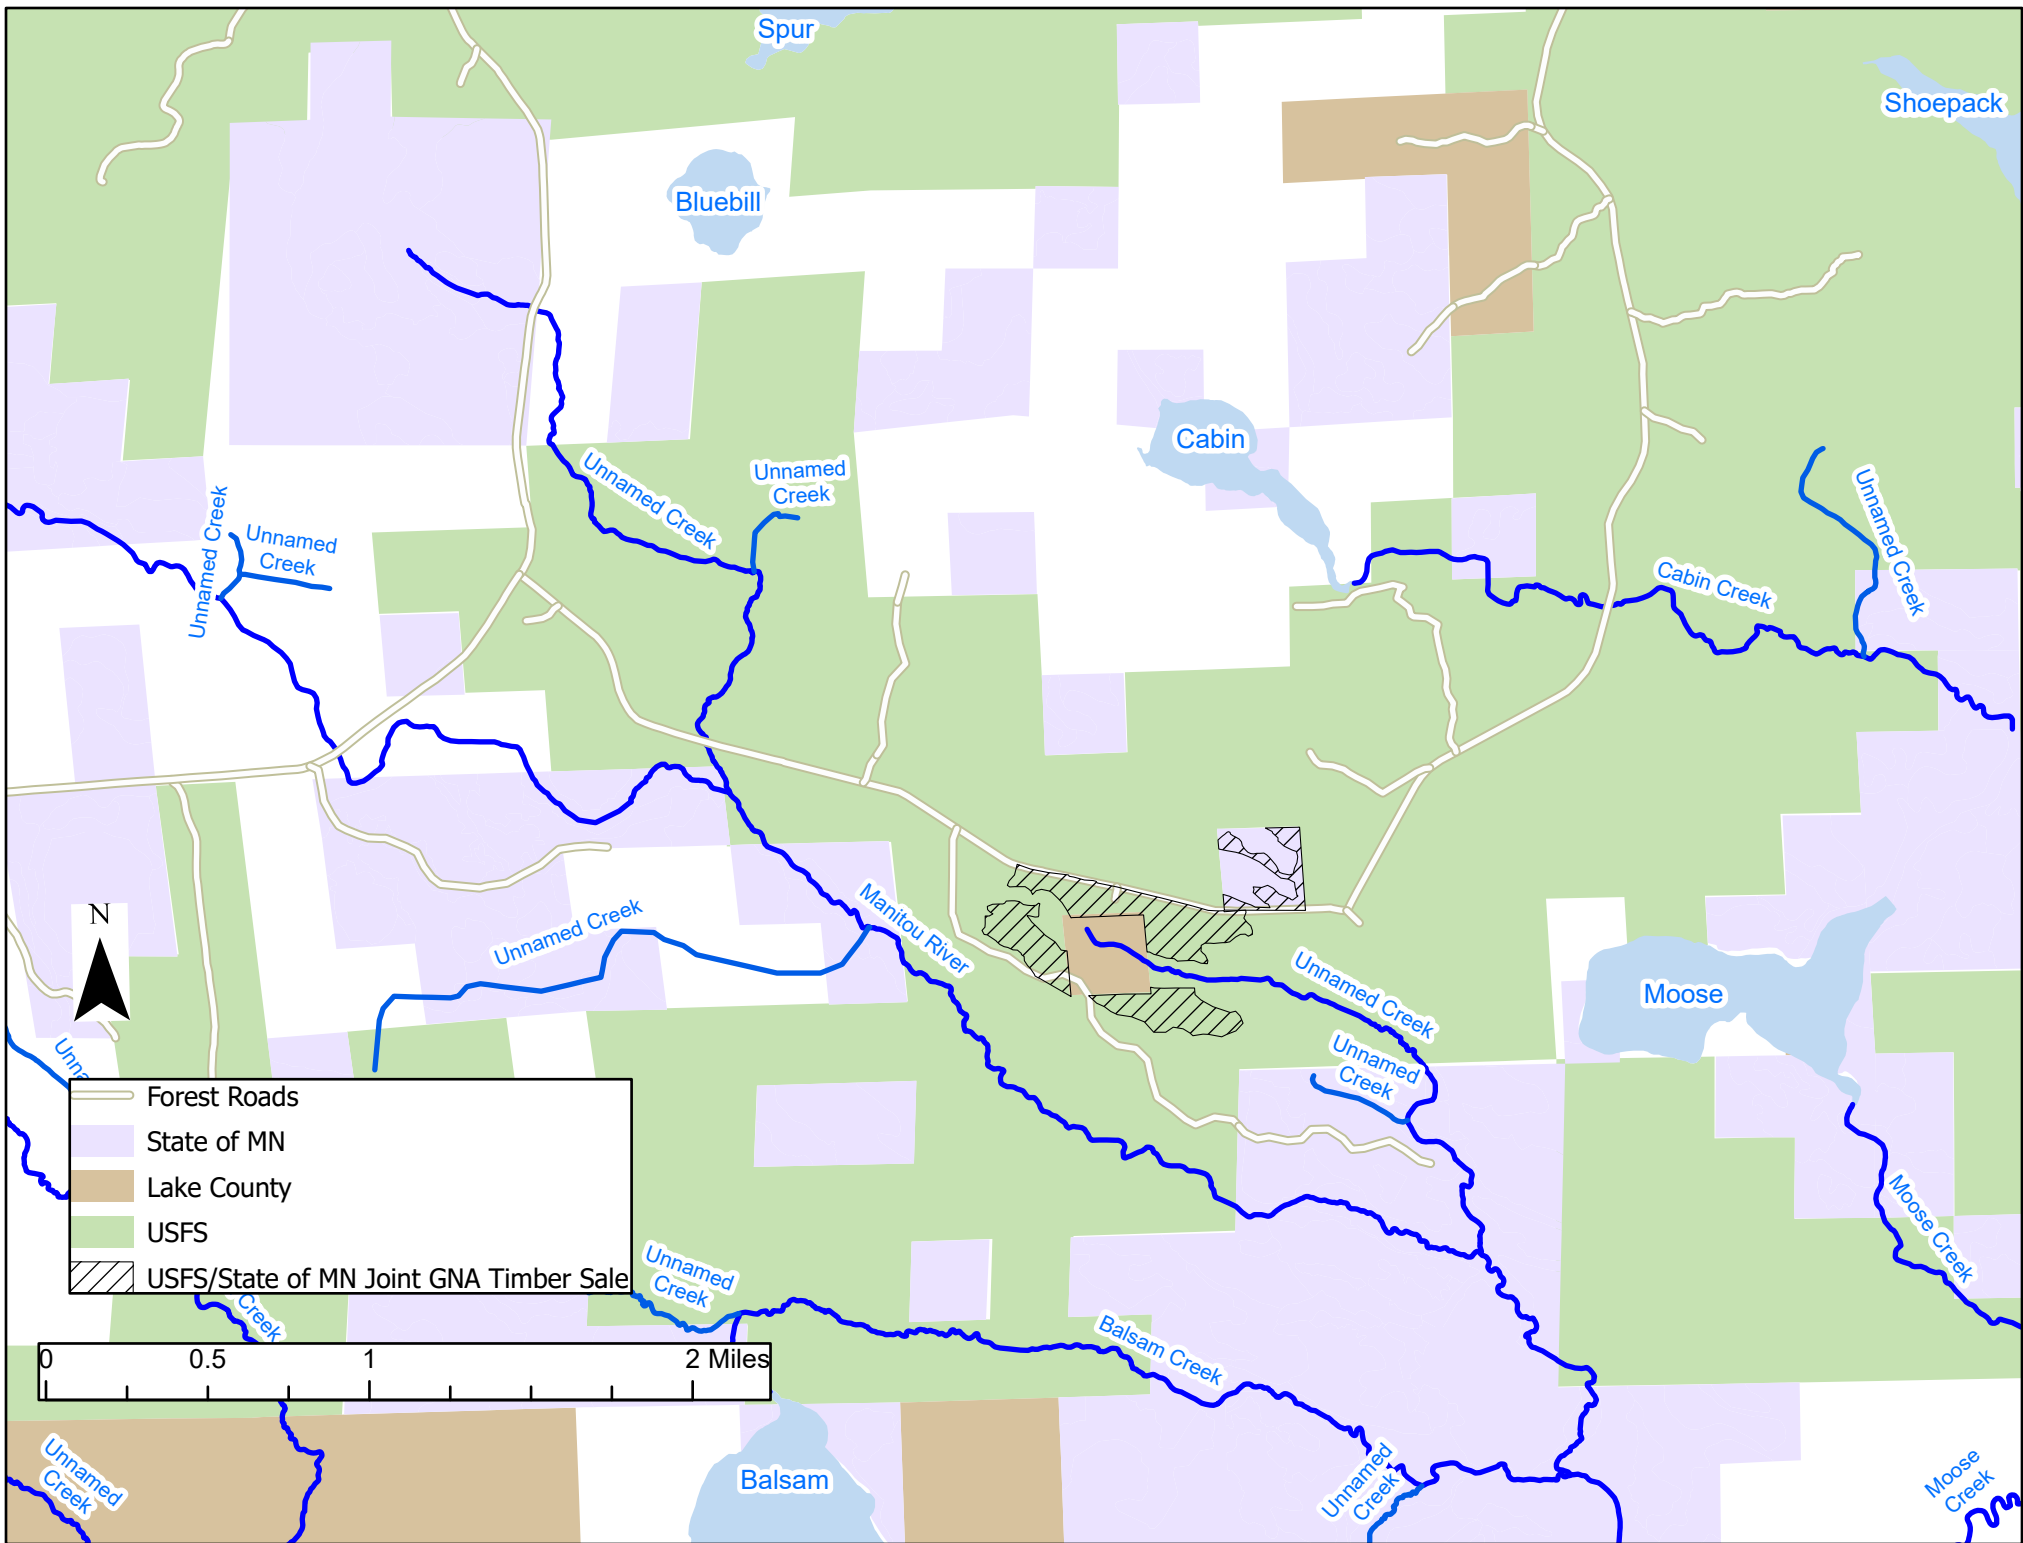 Spur
Shoepack
Bluebill
Cabin
Unnamed Creek
Unnamed
Creek
Unnamed Creek
Unnamed
Creek
Unnamed Creek
Cabin Creek
Manitou River
Unnamed Creek
N
Unnamed Creek
Moose
Unnamed
Creek
Unna
Forest Roads
State of MN
Lake County
USFS
USFS/State of MN Joint GNA Timber Sale
Moose Creek
Unnamed
Creek
Creek
Balsam Creek
0 0.5 1 2 Miles
Unnamed
Creek
Balsam
Unnamed
Creek
Moose
Creek